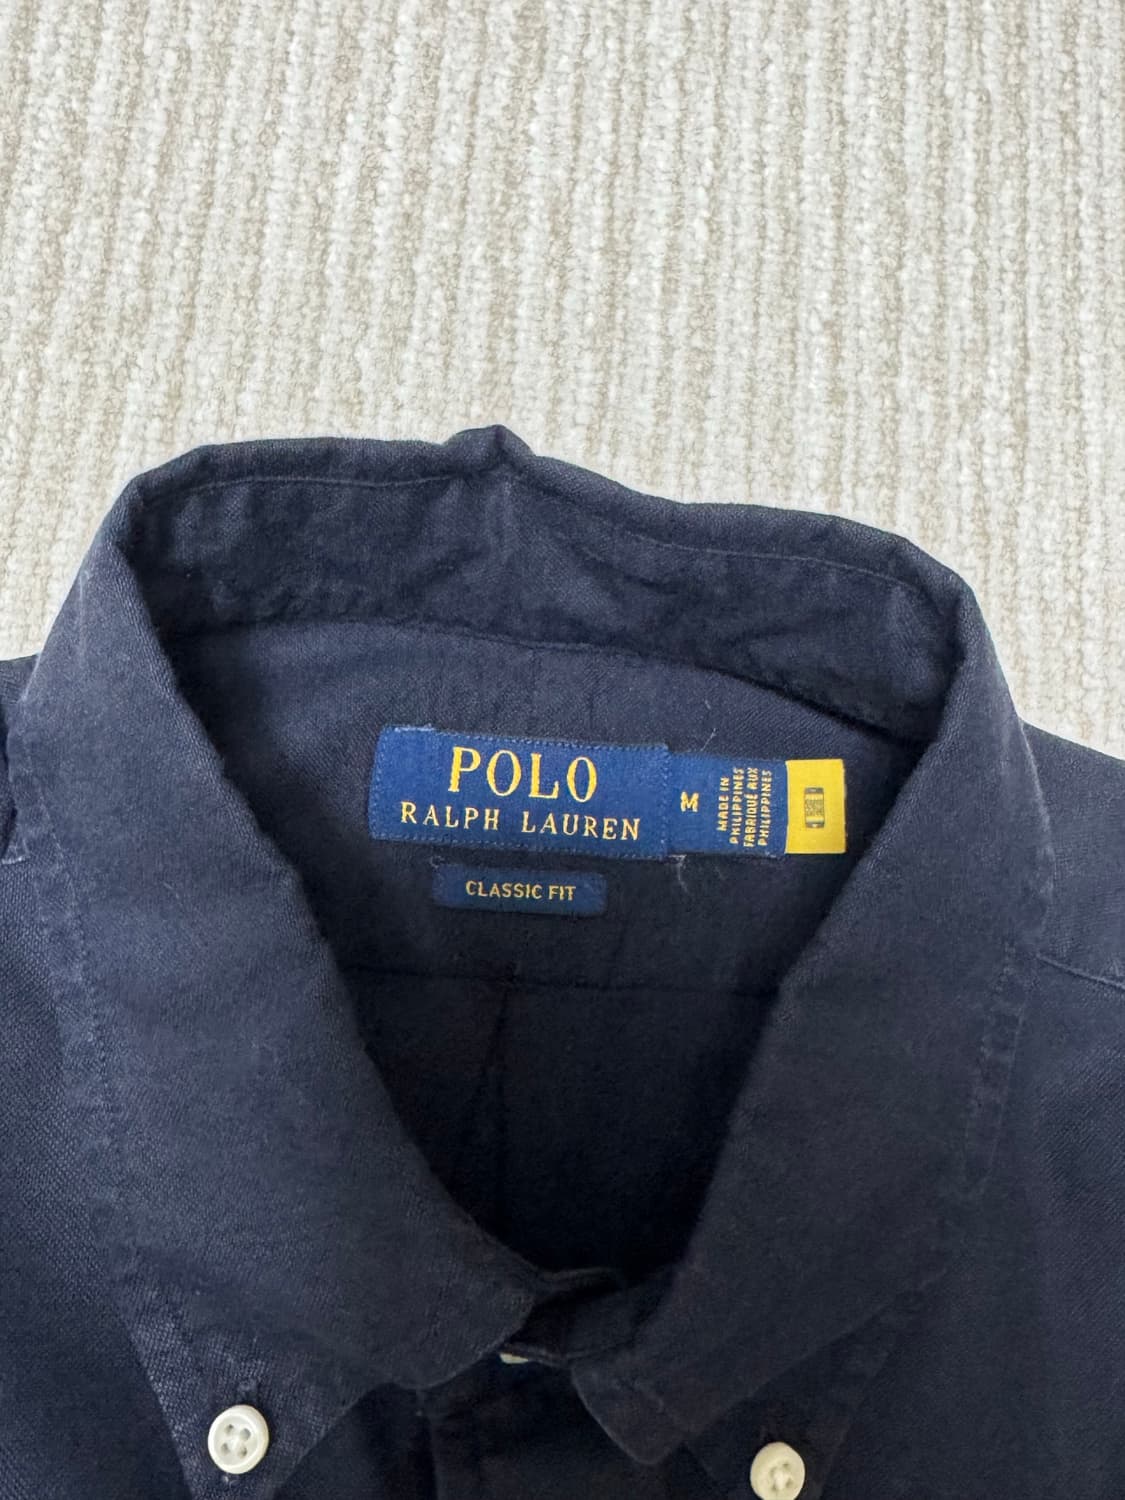 POLO
RALPH LAUREN
M
MADE IN
PHILIPPINES
FABRIQUÉ AUX
PHILIPPINES
CLASSIC FIT